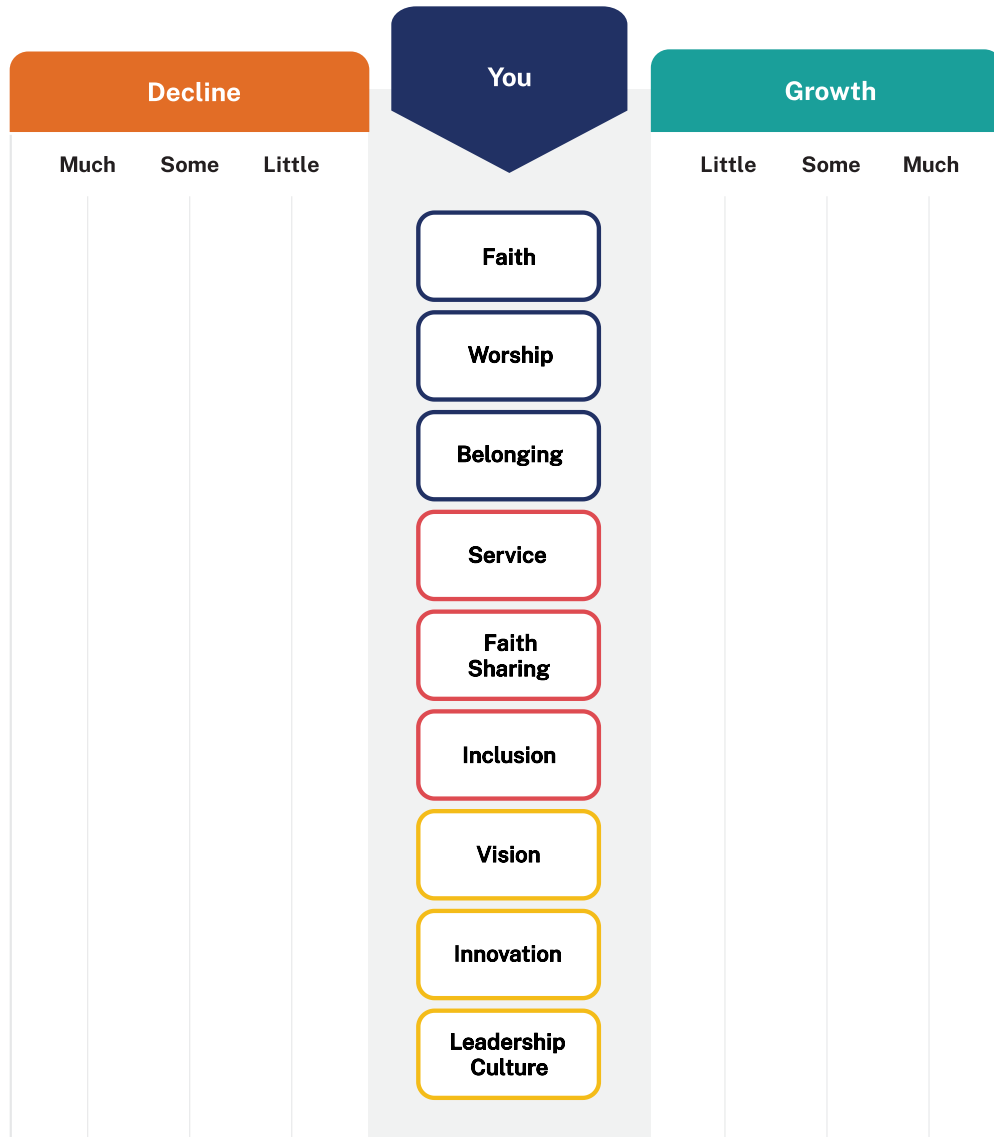 Decline
You
Growth
Much
Some
Little
Little
Some
Much
Faith
Worship
Belonging
Service
Faith
Sharing
Inclusion
Vision
Innovation
Leadership
Culture